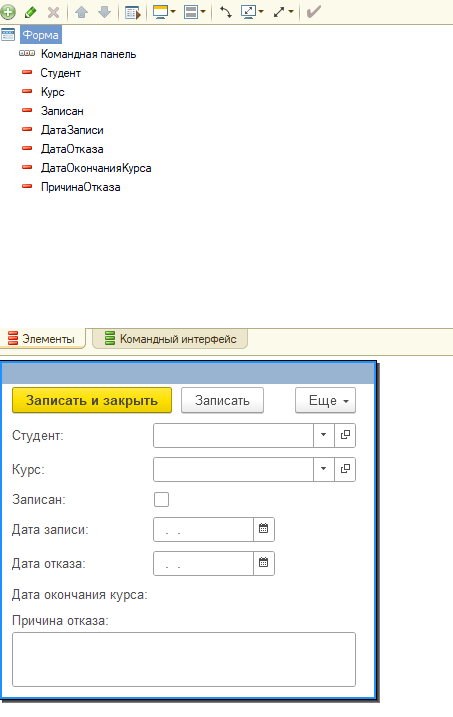 Форма
Командная панель
Студент
Курс
Записан
ДатаЗаписи
ДатаОтказа
ДатаОкончанияКурса
ПричинаОтказа
Элементы Командный интерфейс
Записать и закрыть Записать Еще
Студент:
Курс:
Записан:
Дата записи: . .
Дата отказа: . .
Дата окончания курса:
Причина отказа: